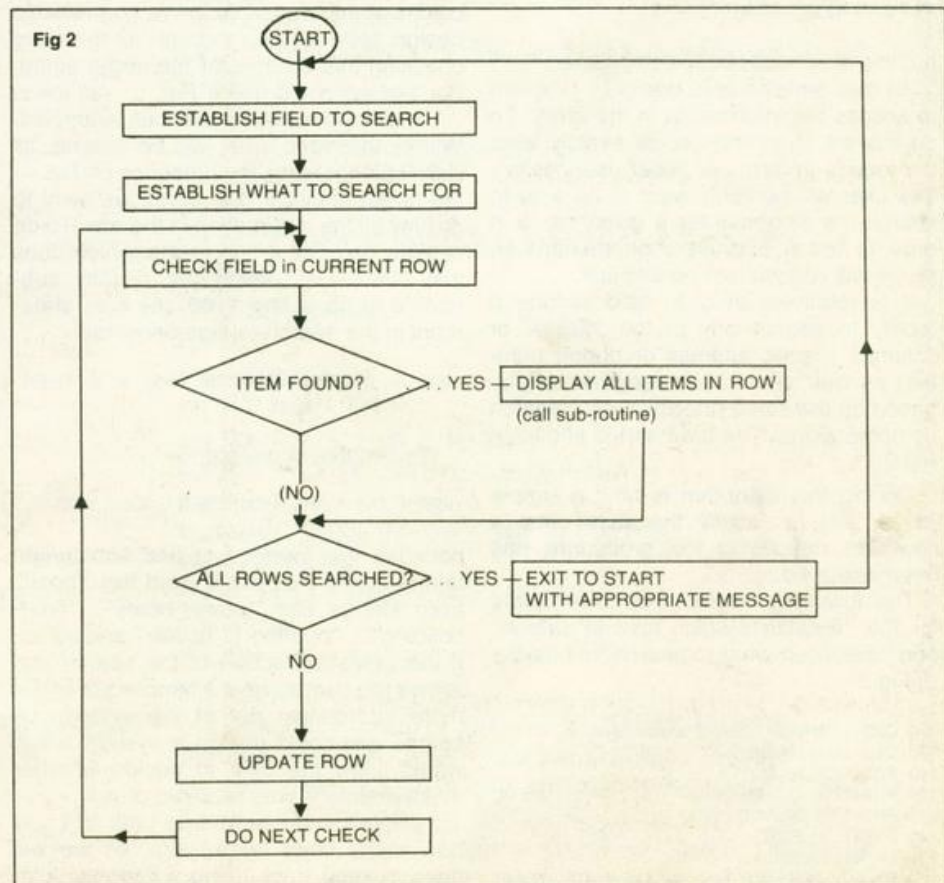 Fig 2
START
ESTABLISH FIELD TO SEARCH
ESTABLISH WHAT TO SEARCH FOR
CHECK FIELD in CURRENT ROW
ITEM FOUND?
YES
DISPLAY ALL ITEMS IN ROW
(call sub-routine)
(NO)
ALL ROWS SEARCHED?
YES
EXIT TO START
WITH APPROPRIATE MESSAGE
NO
UPDATE ROW
DO NEXT CHECK